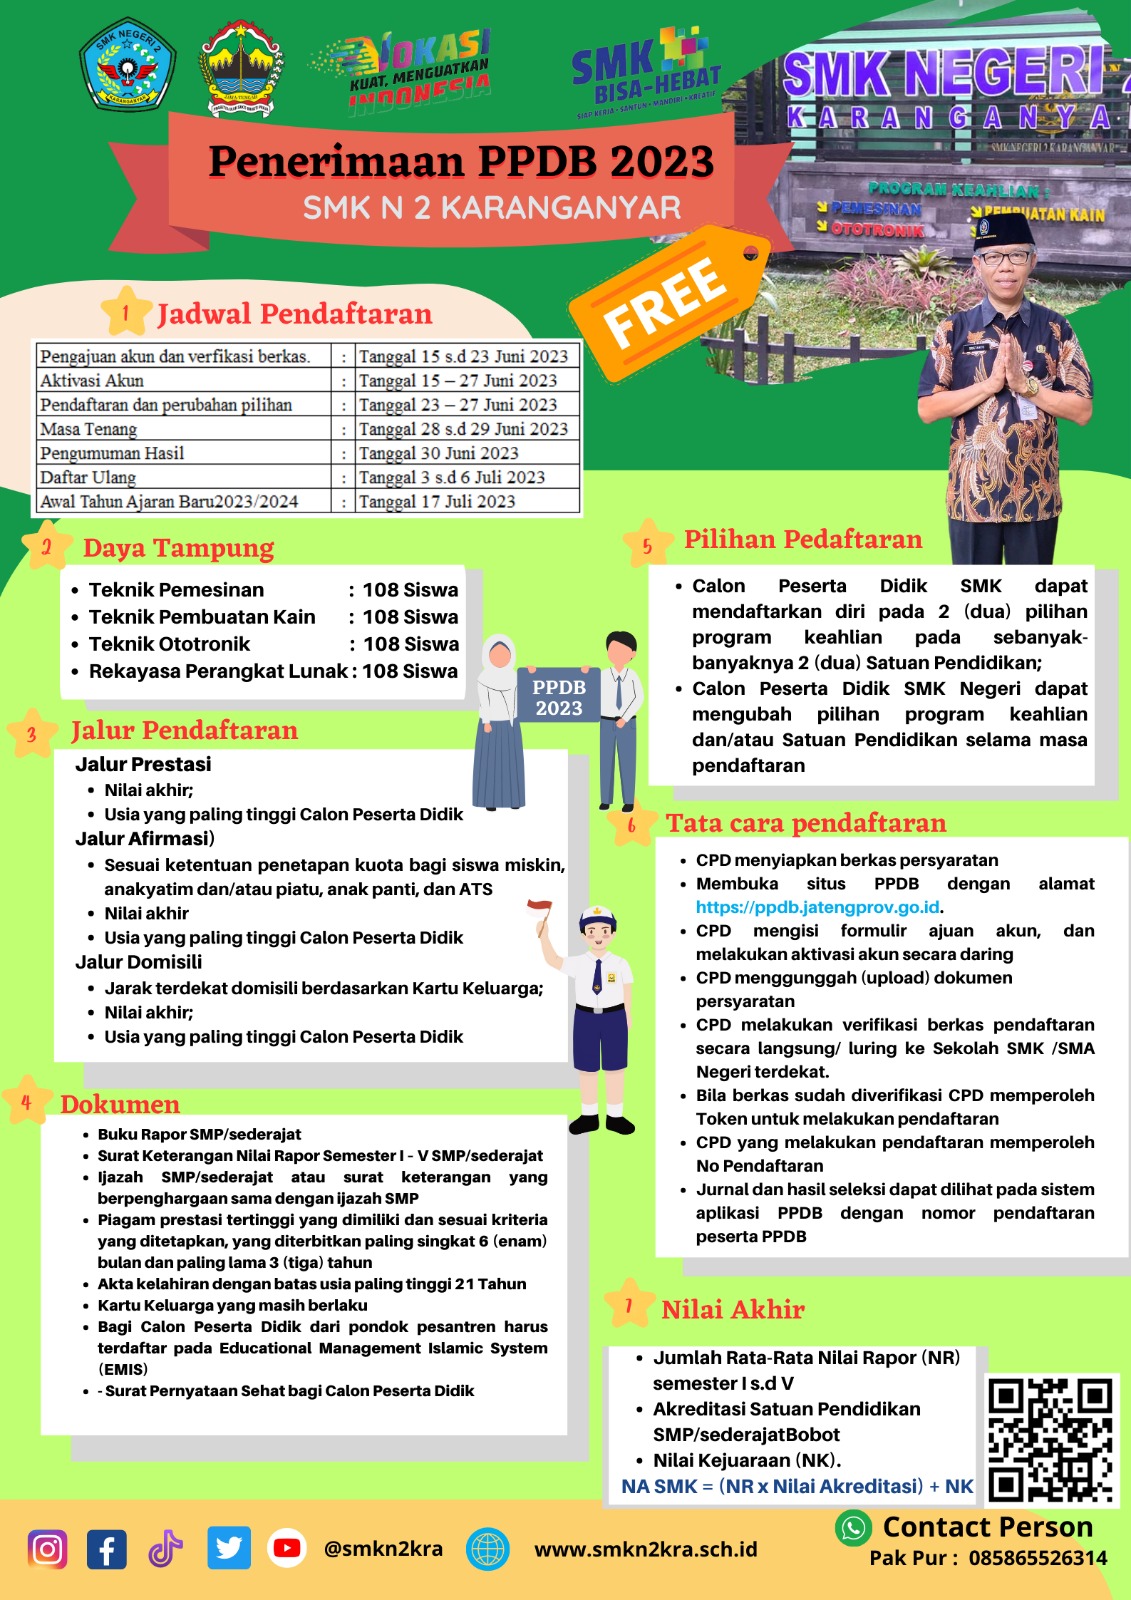 SMK NEGERI 2
KARANGANYAR
JAWA TENGAH
VOKASI
KUAT, MENGUATKAN
INDONESIA
SMK
BISA-HEBAT
SIAP KERJA • SANTUN • MANDIRI • KREATIF
SMK NEGERI 2
KARANGANYA
SMK NEGERI 2 KARANGANYAR
PROGRAM KEAHLIAN :
PEMESINAN
PEMBUATAN KAIN
OTOTRONIK
Penerimaan PPDB 2023
SMK N 2 KARANGANYAR
FREE
1 Jadwal Pendaftaran
Pengajuan akun dan verfikasi berkas. : Tanggal 15 s.d 23 Juni 2023
Aktivasi Akun : Tanggal 15 – 27 Juni 2023
Pendaftaran dan perubahan pilihan : Tanggal 23 – 27 Juni 2023
Masa Tenang : Tanggal 28 s.d 29 Juni 2023
Pengumuman Hasil : Tanggal 30 Juni 2023
Daftar Ulang : Tanggal 3 s.d 6 Juli 2023
Awal Tahun Ajaran Baru2023/2024 : Tanggal 17 Juli 2023
2 Daya Tampung
• Teknik Pemesinan : 108 Siswa
• Teknik Pembuatan Kain : 108 Siswa
• Teknik Ototronik : 108 Siswa
• Rekayasa Perangkat Lunak : 108 Siswa
PPDB
2023
3 Jalur Pendaftaran
Jalur Prestasi
• Nilai akhir;
• Usia yang paling tinggi Calon Peserta Didik
Jalur Afirmasi)
• Sesuai ketentuan penetapan kuota bagi siswa miskin,
anakyatim dan/atau piatu, anak panti, dan ATS
• Nilai akhir
• Usia yang paling tinggi Calon Peserta Didik
Jalur Domisili
• Jarak terdekat domisili berdasarkan Kartu Keluarga;
• Nilai akhir;
• Usia yang paling tinggi Calon Peserta Didik
4 Dokumen
• Buku Rapor SMP/sederajat
• Surat Keterangan Nilai Rapor Semester I - V SMP/sederajat
• Ijazah SMP/sederajat atau surat keterangan yang
berpenghargaan sama dengan ijazah SMP
• Piagam prestasi tertinggi yang dimiliki dan sesuai kriteria
yang ditetapkan, yang diterbitkan paling singkat 6 (enam)
bulan dan paling lama 3 (tiga) tahun
• Akta kelahiran dengan batas usia paling tinggi 21 Tahun
• Kartu Keluarga yang masih berlaku
• Bagi Calon Peserta Didik dari pondok pesantren harus
terdaftar pada Educational Management Islamic System
(EMIS)
• - Surat Pernyataan Sehat bagi Calon Peserta Didik
5 Pilihan Pedaftaran
• Calon Peserta Didik SMK dapat
mendaftarkan diri pada 2 (dua) pilihan
program keahlian pada sebanyak-
banyaknya 2 (dua) Satuan Pendidikan;
• Calon Peserta Didik SMK Negeri dapat
mengubah pilihan program keahlian
dan/atau Satuan Pendidikan selama masa
pendaftaran
6 Tata cara pendaftaran
• CPD menyiapkan berkas persyaratan
• Membuka situs PPDB dengan alamat
https://ppdb.jatengprov.go.id.
• CPD mengisi formulir ajuan akun, dan
melakukan aktivasi akun secara daring
• CPD menggunggah (upload) dokumen
persyaratan
• CPD melakukan verifikasi berkas pendaftaran
secara langsung/ luring ke Sekolah SMK /SMA
Negeri terdekat.
• Bila berkas sudah diverifikasi CPD memperoleh
Token untuk melakukan pendaftaran
• CPD yang melakukan pendaftaran memperoleh
No Pendaftaran
• Jurnal dan hasil seleksi dapat dilihat pada sistem
aplikasi PPDB dengan nomor pendaftaran
peserta PPDB
7 Nilai Akhir
• Jumlah Rata-Rata Nilai Rapor (NR)
semester I s.d V
• Akreditasi Satuan Pendidikan
SMP/sederajatBobot
• Nilai Kejuaraan (NK).
NA SMK = (NR x Nilai Akreditasi) + NK
@smkn2kra
www.smkn2kra.sch.id
Contact Person
Pak Pur : 085865526314